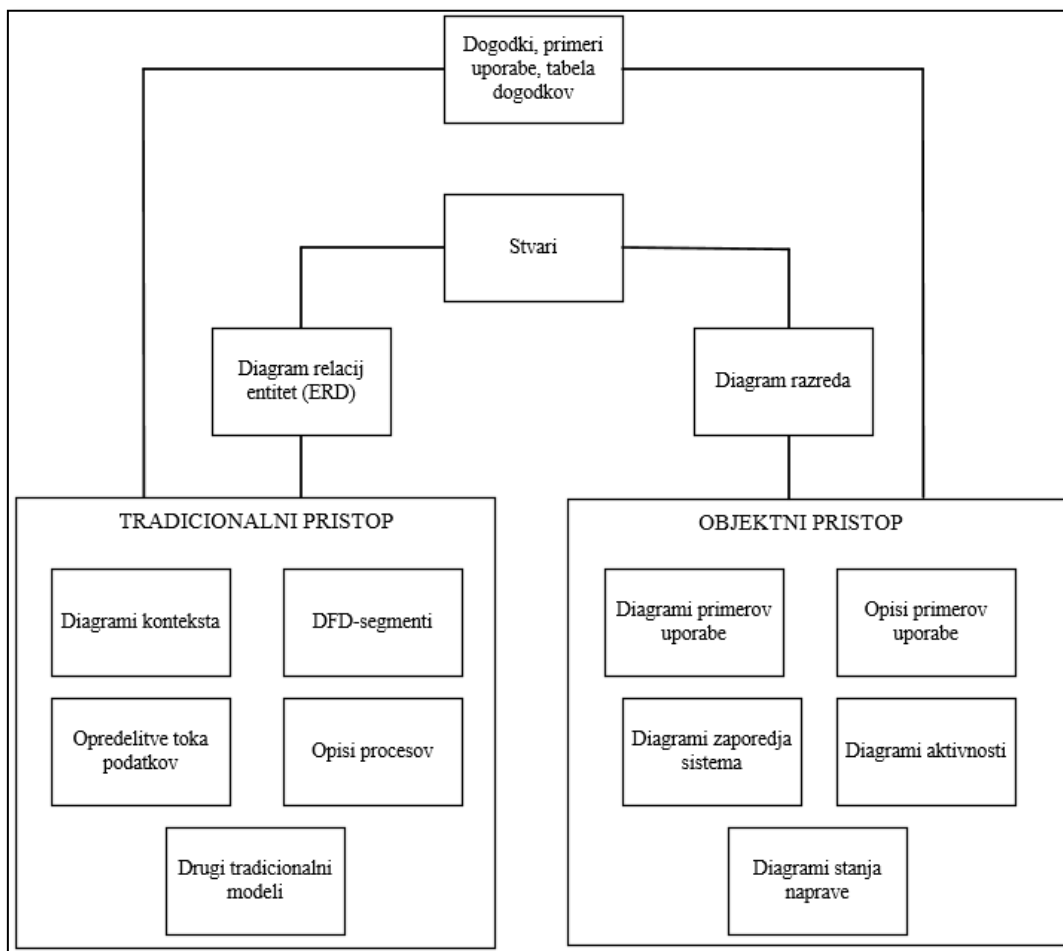 Dogodki, primeri
uporabe, tabela
dogodkov
Stvari
Diagram relacij
entitet (ERD)
Diagram razreda
TRADICIONALNI PRISTOP
Diagrami konteksta
DFD-segmenti
Opredelitve toka
podatkov
Opisi procesov
Drugi tradicionalni
modeli
OBJEKTNI PRISTOP
Diagrami primerov
uporabe
Opisi primerov
uporabe
Diagrami zaporedja
sistema
Diagrami aktivnosti
Diagrami stanja
naprave